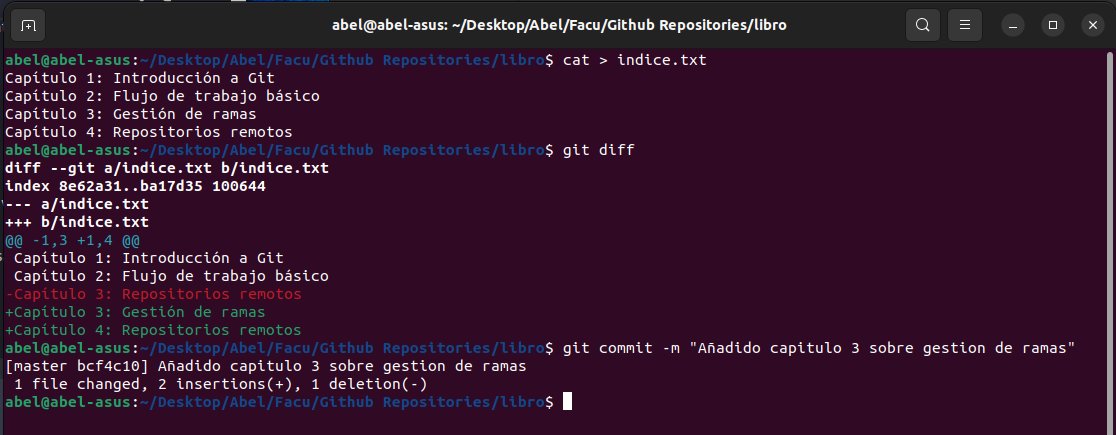 abel@abel-asus: ~/Desktop/Abel/Facu/Github Repositories/libro
abel@abel-asus:~/Desktop/Abel/Facu/Github Repositories/libro$ cat > indice.txt
Capítulo 1: Introducción a Git
Capítulo 2: Flujo de trabajo básico
Capítulo 3: Gestión de ramas
Capítulo 4: Repositorios remotos
abel@abel-asus:~/Desktop/Abel/Facu/Github Repositories/libro$ git diff
diff --git a/indice.txt b/indice.txt
index 8e62a31..ba17d35 100644
--- a/indice.txt
+++ b/indice.txt
@@ -1,3 +1,4 @@
 Capítulo 1: Introducción a Git
 Capítulo 2: Flujo de trabajo básico
-Capítulo 3: Repositorios remotos
+Capítulo 3: Gestión de ramas
+Capítulo 4: Repositorios remotos
abel@abel-asus:~/Desktop/Abel/Facu/Github Repositories/libro$ git commit -m "Añadido capitulo 3 sobre gestion de ramas"
[master bcf4c10] Añadido capitulo 3 sobre gestion de ramas
 1 file changed, 2 insertions(+), 1 deletion(-)
abel@abel-asus:~/Desktop/Abel/Facu/Github Repositories/libro$